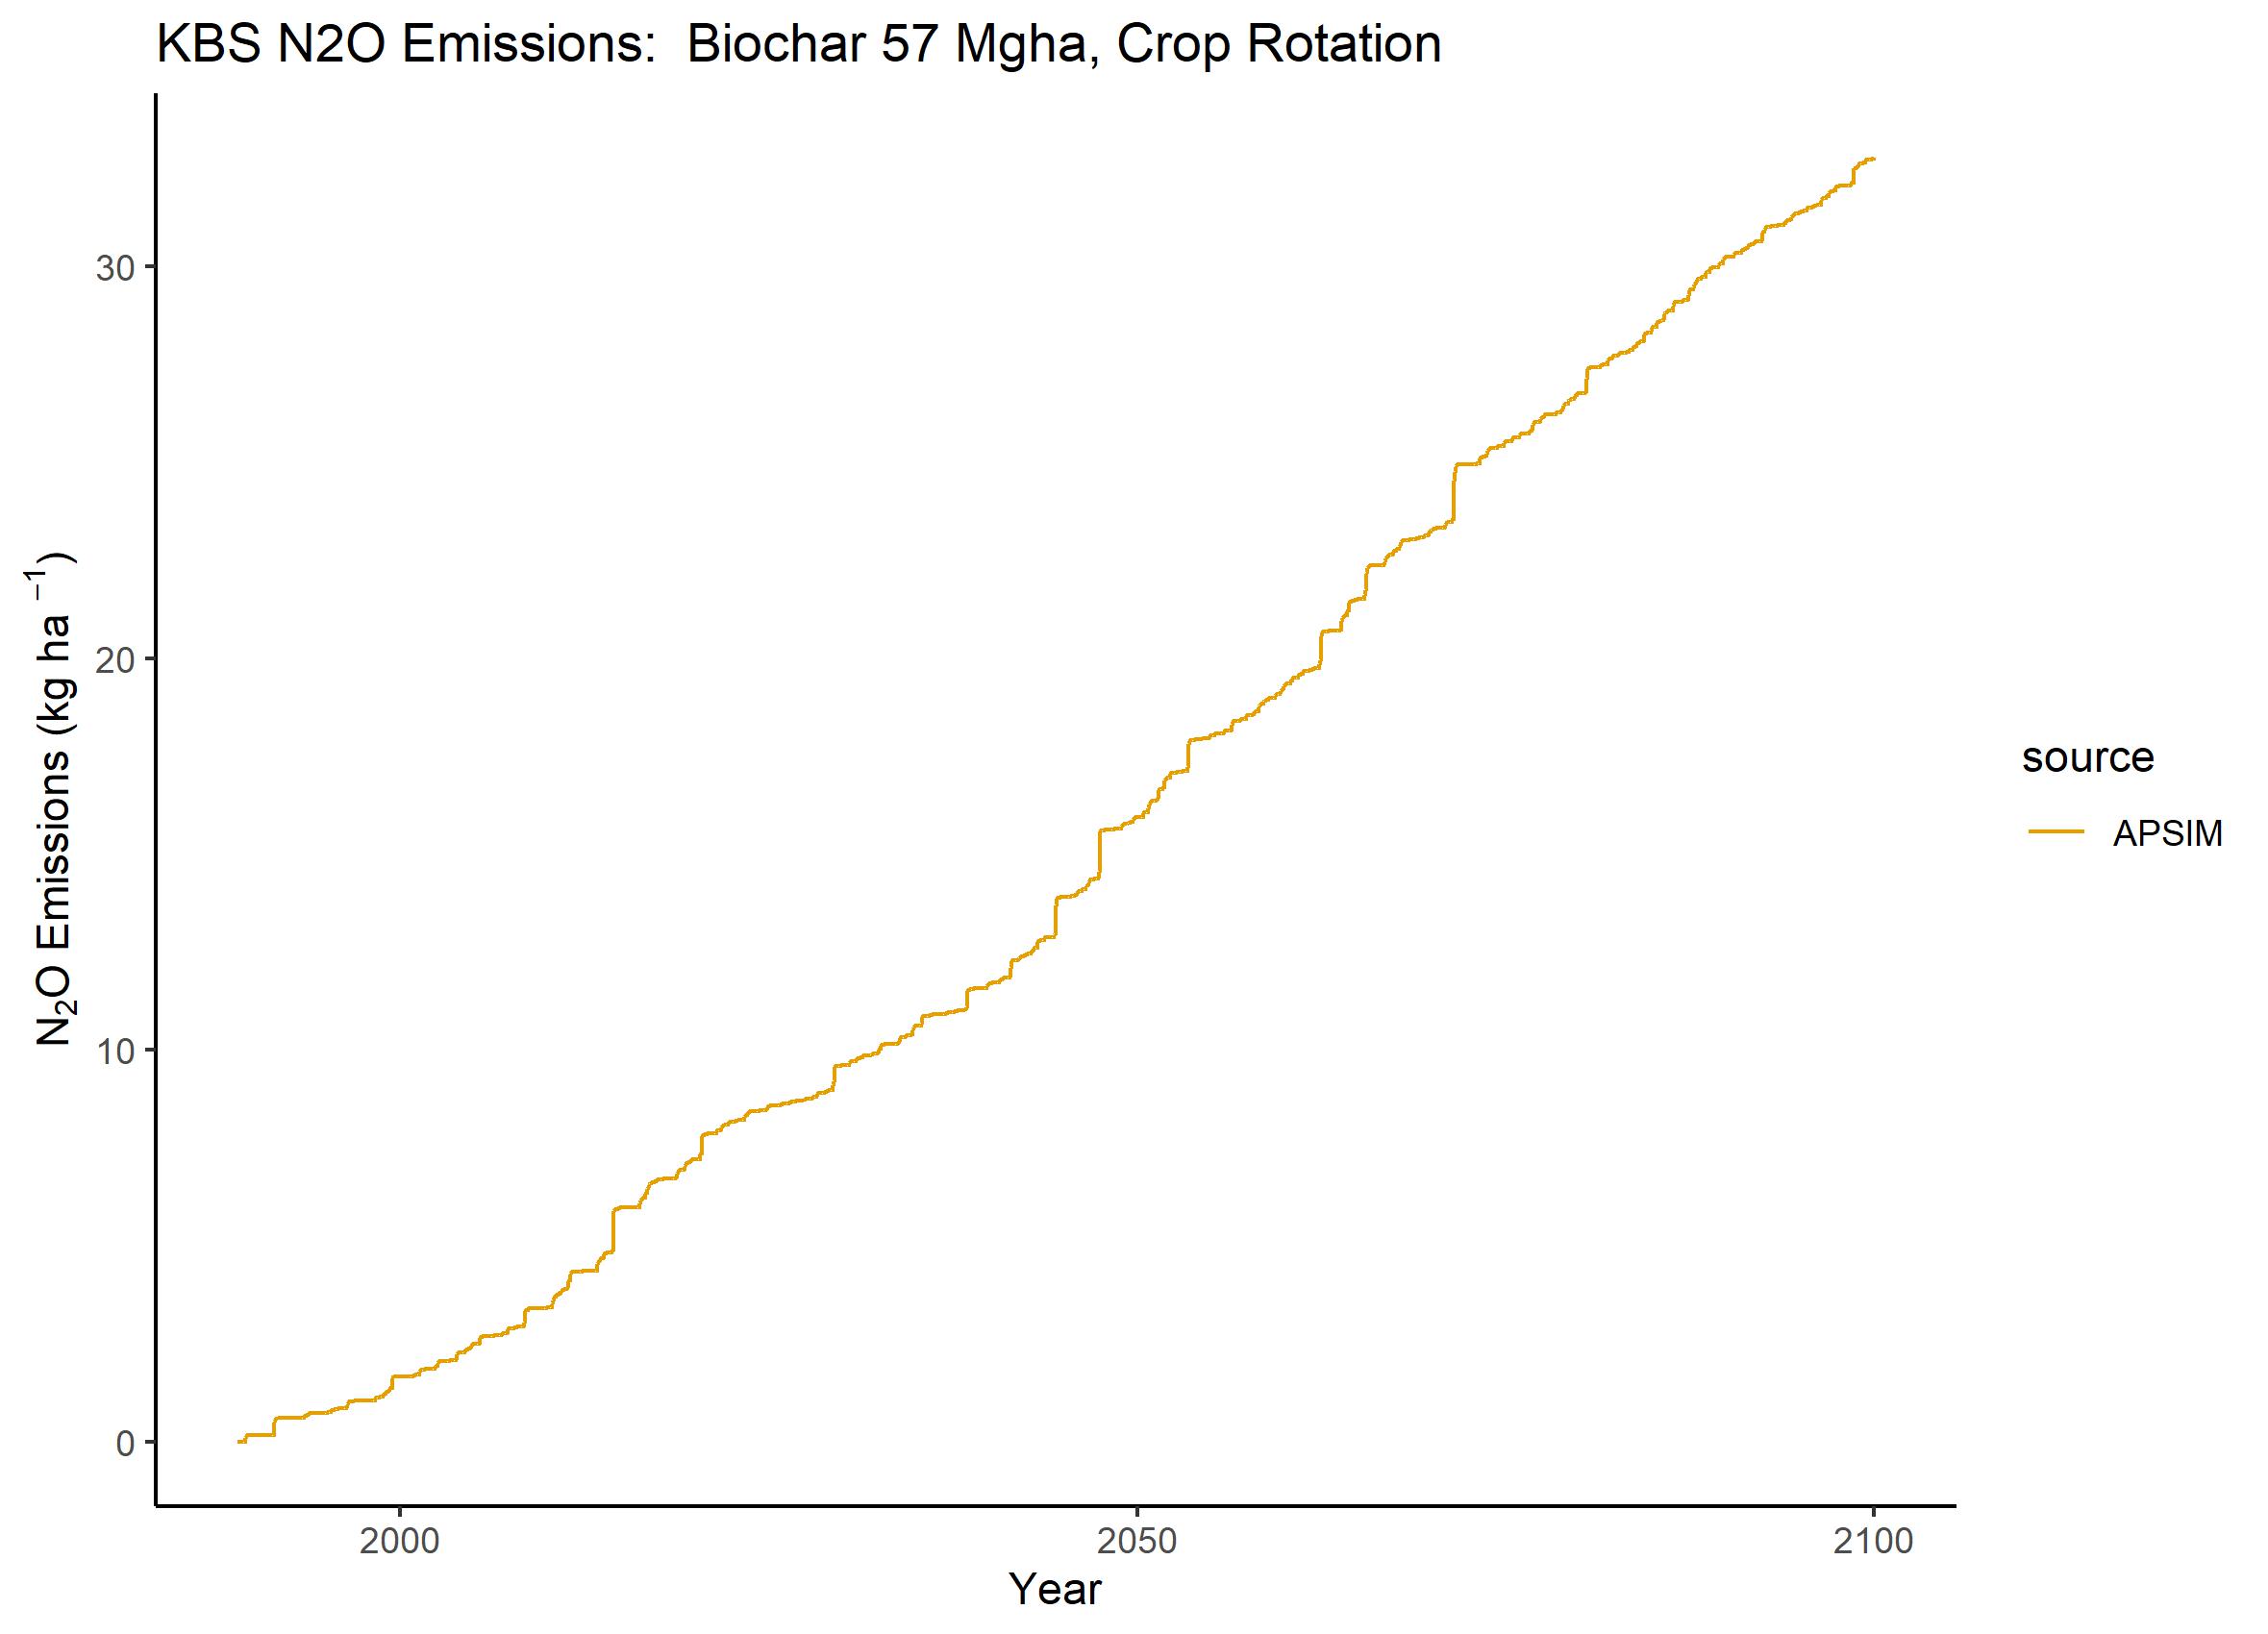 KBS N2O Emissions:  Biochar 57 Mgha, Crop Rotation
N₂O Emissions (kg ha ⁻¹)
30
20
10
0
2000
2050
2100
Year
source
APSIM